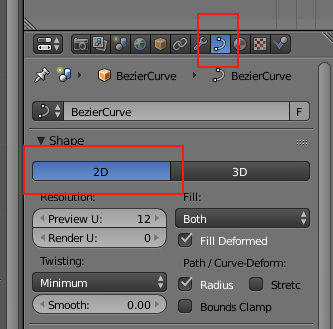 BezierCurve BezierCurve
BezierCurve F
Shape
2D 3D
Resolution: Fill:
Preview U: 12 Both
Render U: 0 Fill Deformed
Twisting: Path / Curve-Deform:
Minimum Radius Stretc
Smooth: 0.00 Bounds Clamp